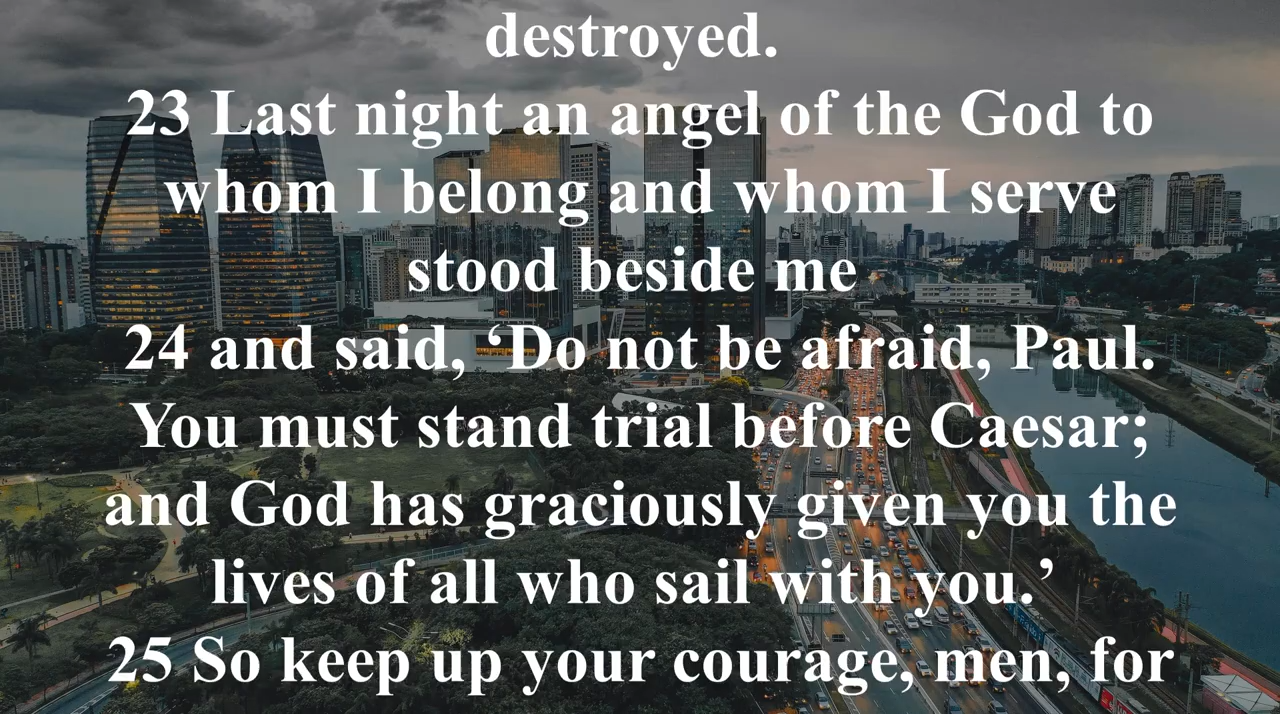 destroyed.
23 Last night an angel of the God to
whom I belong and whom I serve
stood beside me
24 and said, ‘Do not be afraid, Paul.
You must stand trial before Caesar;
and God has graciously given you the
lives of all who sail with you.’
25 So keep up your courage, men, for